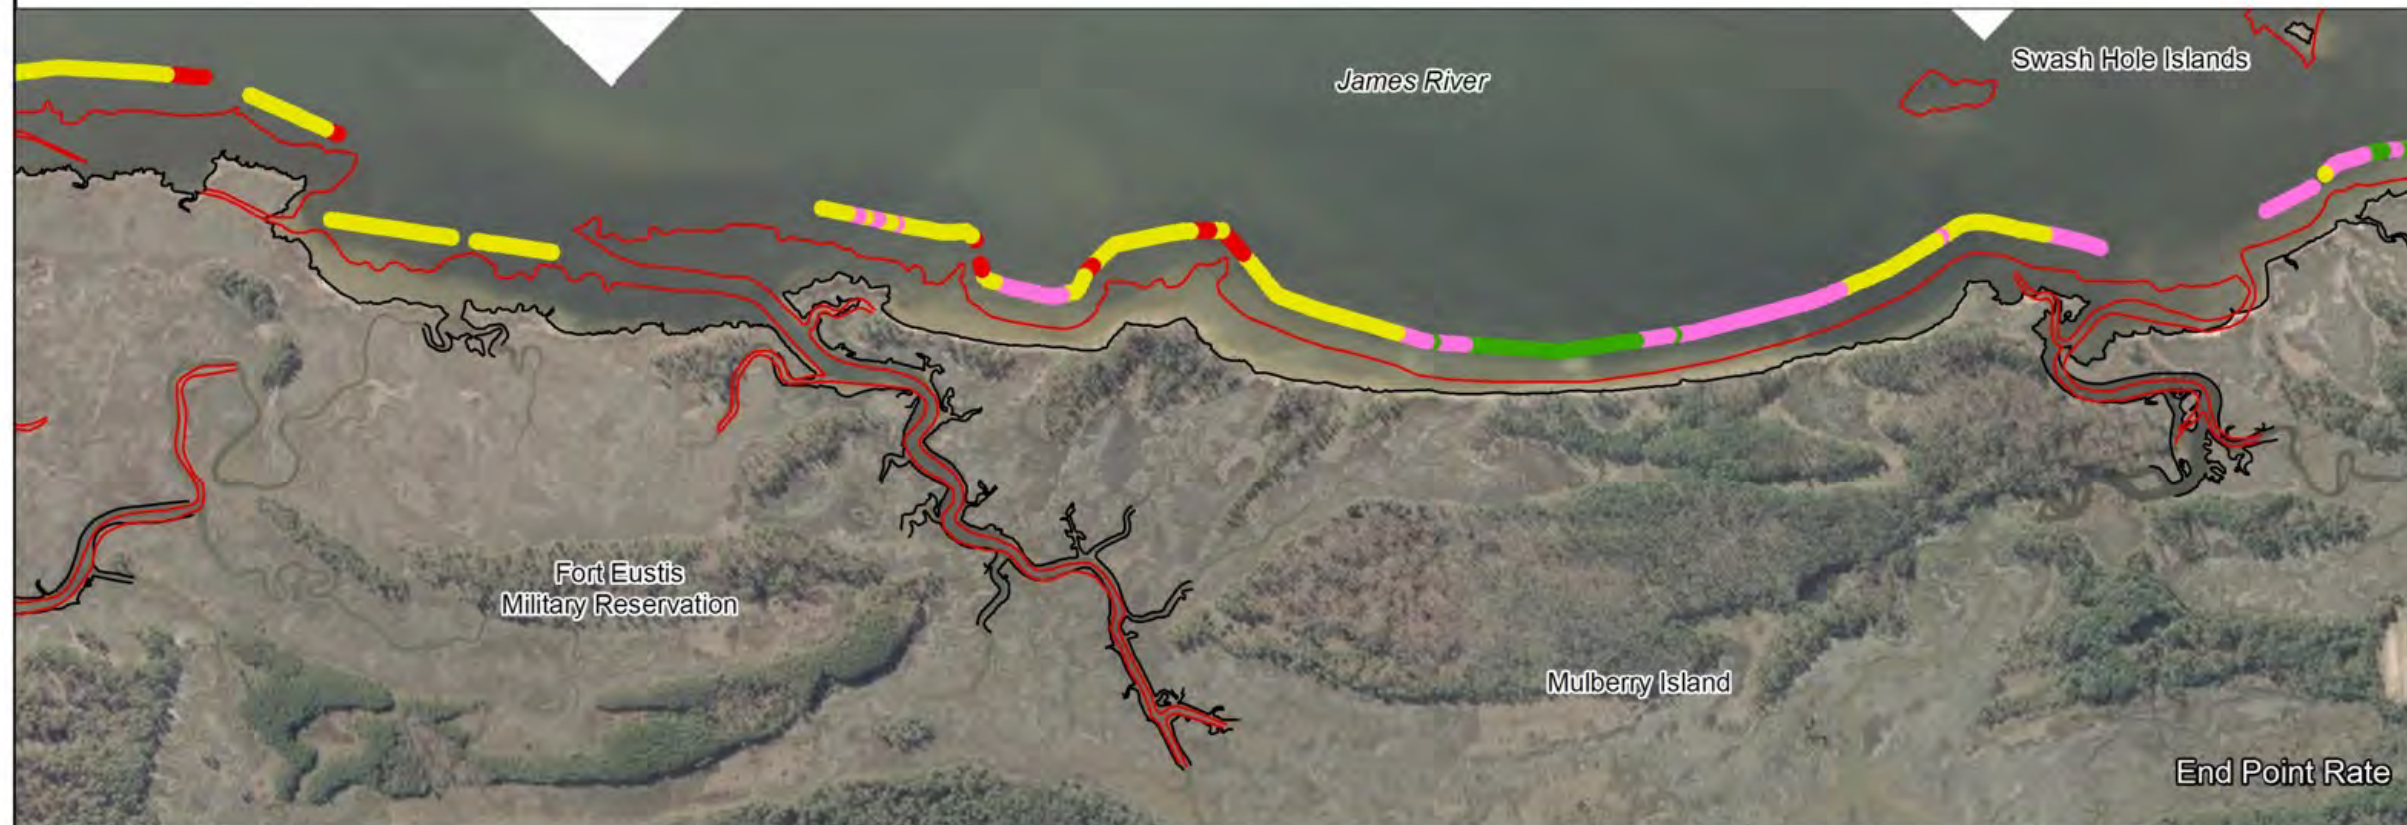 Swash Hole Islands
James River
Fort Eustis
Military Reservation
Mulberry Island
End Point Rate